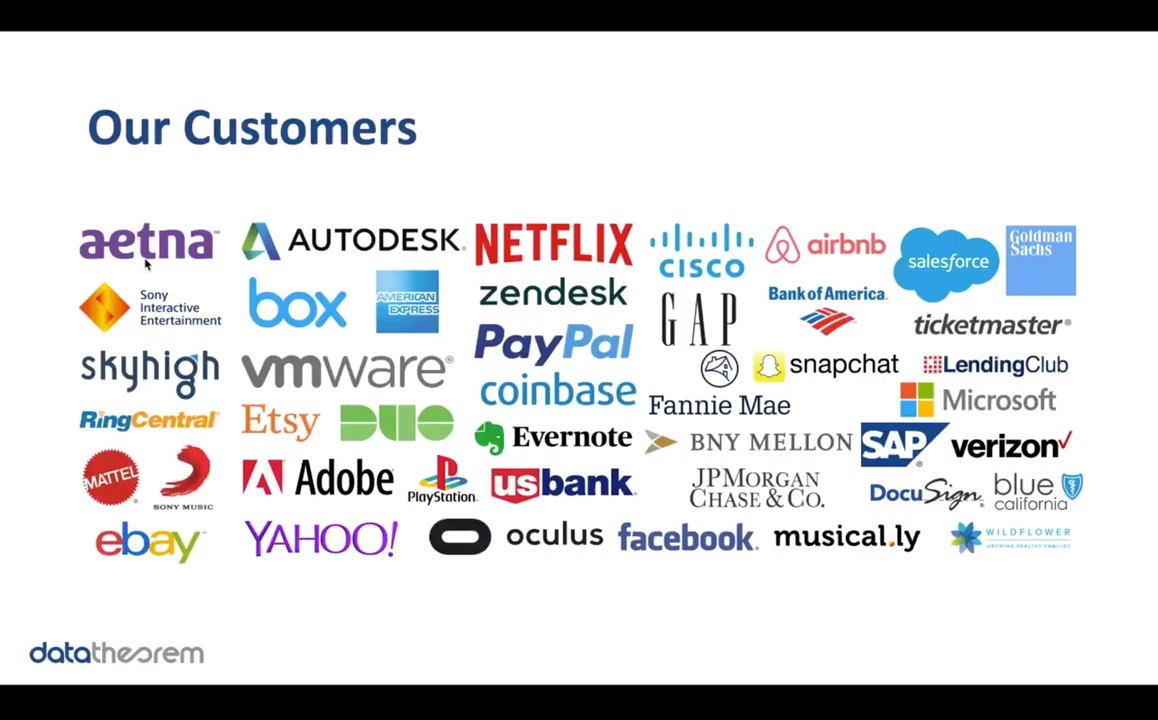 Our Customers
aetna
AUTODESK.
NETFLIX
CISCO
airbnb
salesforce
Goldman
Sachs
Sony
Interactive
Entertainment
box
AMERICAN
EXPRESS
zendesk
GAP
Bank of America.
ticketmaster®
skyhigh
vmware®
PayPal
coinbase
Fannie Mae
snapchat
LendingClub
Microsoft
RingCentral®
Etsy
DUO
Evernote
BNY MELLON
SAP®
verizon
MATTEL
SONY MUSIC
Adobe
PlayStation
usbank
JPMORGAN
CHASE & CO.
DocuSign
blue
california
ebay
YAHOO!
oculus
facebook
musical.ly
WILDFLOWER
GROWING HEALTHY FAMILIES
datatheorem